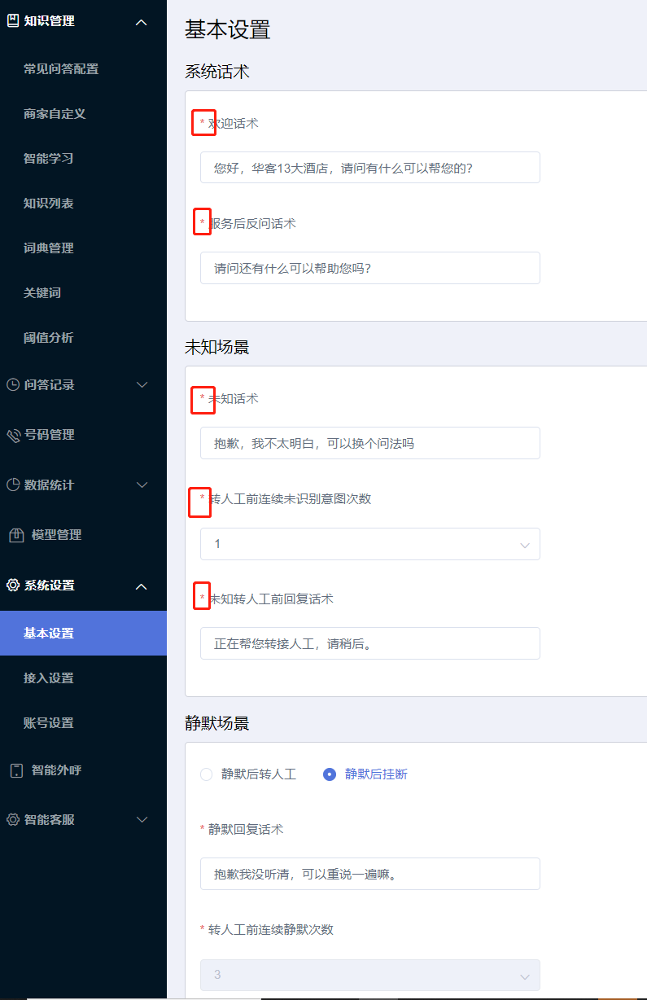 知识管理
常见问答配置
商家自定义
智能学习
知识列表
词典管理
关键词
阈值分析
问答记录
号码管理
数据统计
模型管理
系统设置
基本设置
接入设置
账号设置
智能外呼
智能客服
基本设置
系统话术
* 欢迎话术
您好，华客13大酒店，请问有什么可以帮您的？
* 服务后反问话术
请问还有什么可以帮助您吗？
未知场景
* 未知话术
抱歉，我不太明白，可以换个问法吗
* 转人工前连续未识别意图次数
1
* 未知转人工前回复话术
正在帮您转接人工，请稍后。
静默场景
静默后转人工 静默后挂断
* 静默回复话术
抱歉我没听清，可以重说一遍嘛。
* 转人工前连续静默次数
3